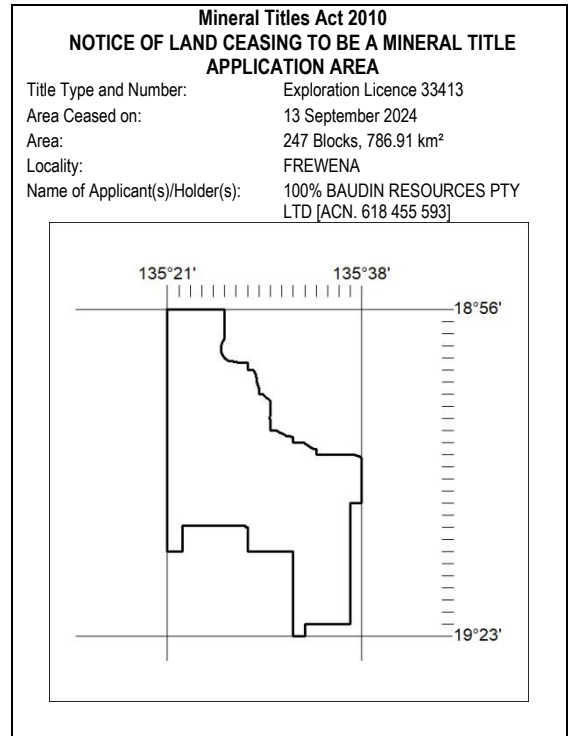 Mineral Titles Act 2010
NOTICE OF LAND CEASING TO BE A MINERAL TITLE
APPLICATION AREA
Title Type and Number: Exploration Licence 33413
Area Ceased on: 13 September 2024
Area: 247 Blocks, 786.91 km²
Locality: FREWENA
Name of Applicant(s)/Holder(s): 100% BAUDIN RESOURCES PTY
LTD [ACN. 618 455 593]
135°21' 135°38'
18°56'
19°23'